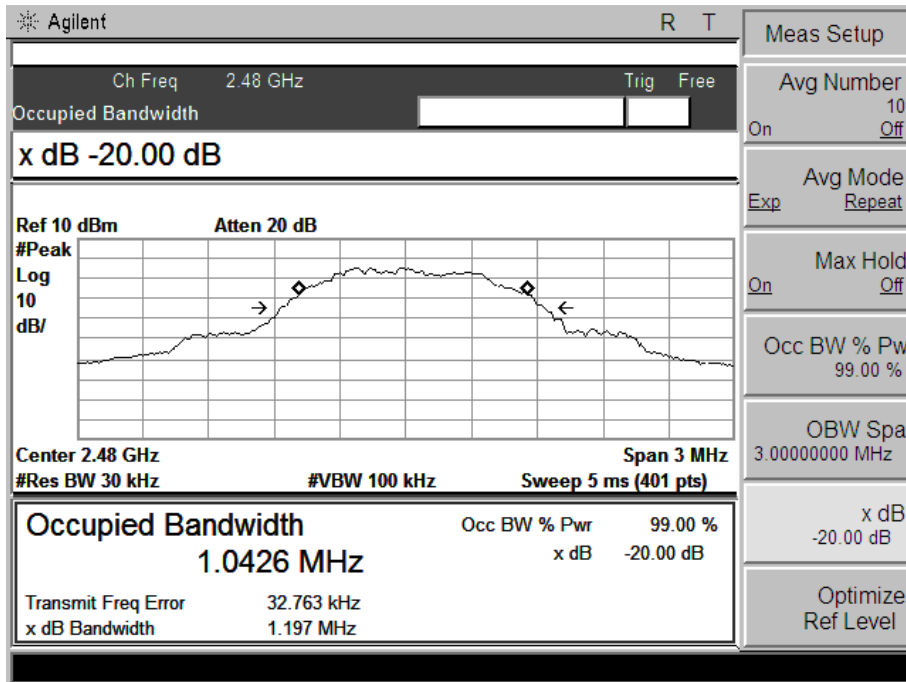 Agilent
R T
Ch Freq 2.48 GHz Trig Free
Occupied Bandwidth
x dB -20.00 dB
Ref 10 dBm Atten 20 dB
#Peak
Log
10
dB/
Center 2.48 GHz Span 3 MHz
#Res BW 30 kHz #VBW 100 kHz Sweep 5 ms (401 pts)
Occupied Bandwidth
1.0426 MHz
Occ BW % Pwr 99.00 %
x dB -20.00 dB
Transmit Freq Error 32.763 kHz
x dB Bandwidth 1.197 MHz
Meas Setup
Avg Number
10
On Off
Avg Mode
Exp Repeat
Max Hold
On Off
Occ BW % Pw
99.00 %
OBW Spa
3.00000000 MHz
x dB
-20.00 dB
Optimize
Ref Level